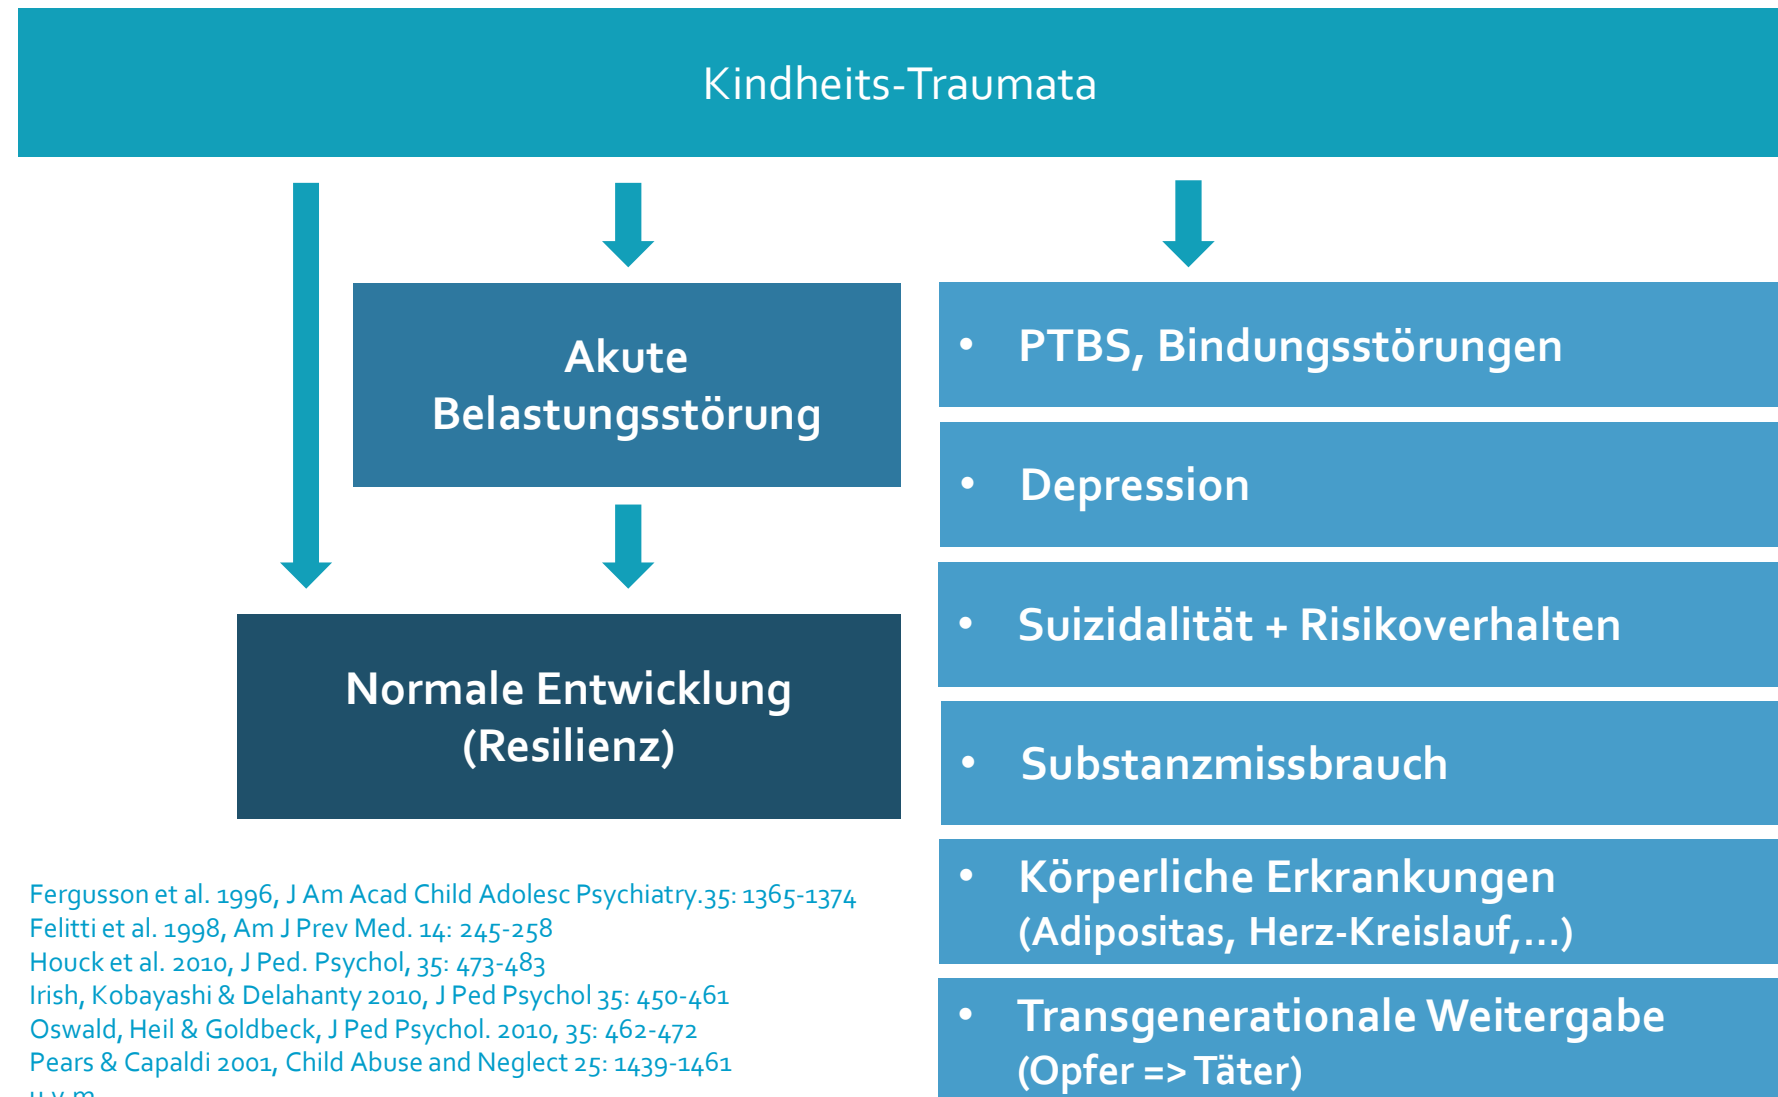 Kindheits-Traumata
Akute
Belastungsstörung
Normale Entwicklung
(Resilienz)
• PTBS, Bindungsstörungen
• Depression
• Suizidalität + Risikoverhalten
• Substanzmissbrauch
• Körperliche Erkrankungen
(Adipositas, Herz-Kreislauf,...)
• Transgenerationale Weitergabe
(Opfer => Täter)
Fergusson et al. 1996, J Am Acad Child Adolesc Psychiatry.35: 1365-1374
Felitti et al. 1998, Am J Prev Med. 14: 245-258
Houck et al. 2010, J Ped. Psychol, 35: 473-483
Irish, Kobayashi & Delahanty 2010, J Ped Psychol 35: 450-461
Oswald, Heil & Goldbeck, J Ped Psychol. 2010, 35: 462-472
Pears & Capaldi 2001, Child Abuse and Neglect 25: 1439-1461
u.v.m.